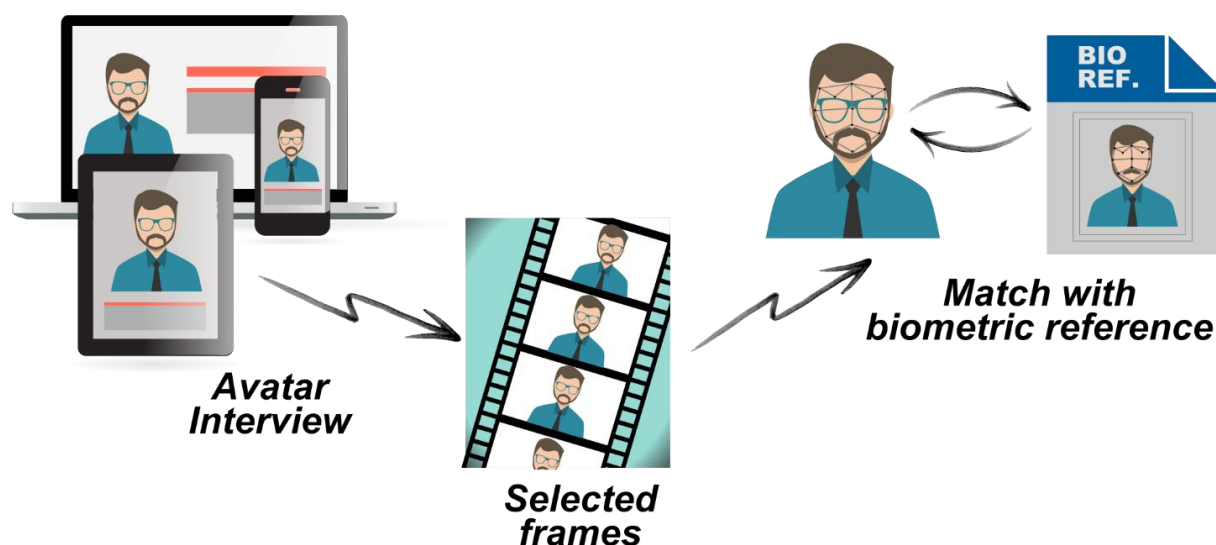 BIO
REF.
Avatar
Interview
Selected
frames
Match with
biometric reference